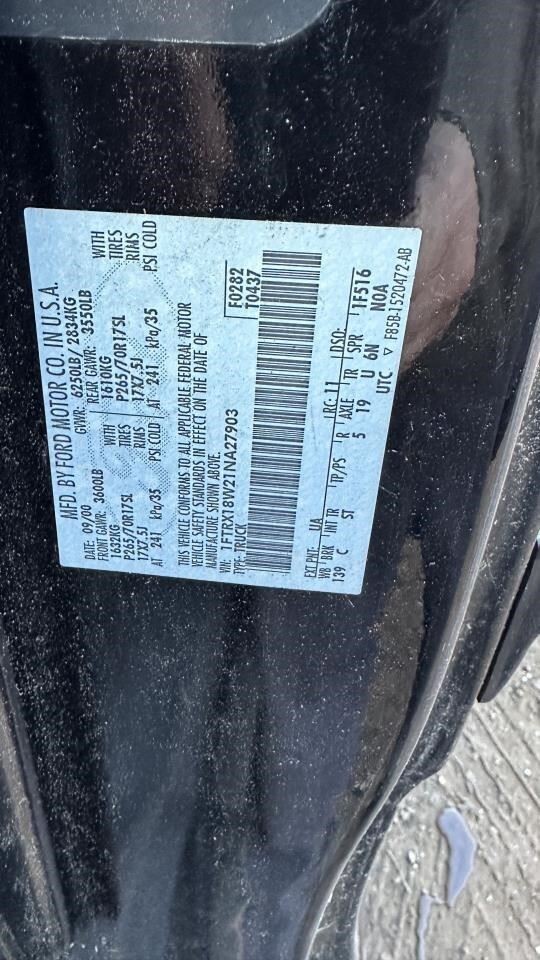 MFD. BY FORD MOTOR CO. IN U.S.A.
DATE: 09/00 GVWR: 6250LB/ 2834KG
FRONT GAWR: 3600LB REAR GAWR: 3550LB
1632KG WITH 1610KG WITH
P265/70R17SL TIRES P265/70R17SL TIRES
17X7.5J RIMS 17X7.5J RIMS
AT 241 kPa/35 PSI COLD AT 241 kPa/35 PSI COLD
THIS VEHICLE CONFORMS TO ALL APPLICABLE FEDERAL MOTOR
VEHICLE SAFETY STANDARDS IN EFFECT ON THE DATE OF
MANUFACTURE SHOWN ABOVE.
VIN: 1FTRX18W21NA27903 F0282
TYPE: TRUCK T0437
EXT PNT: UA RC: 11 DSO:
WB BRK INT TR TP/PS R AXLE TR SPR 1F516
139 C ST 5 19 U 6N N0A
UTC ▽ F85B-1520472-AB